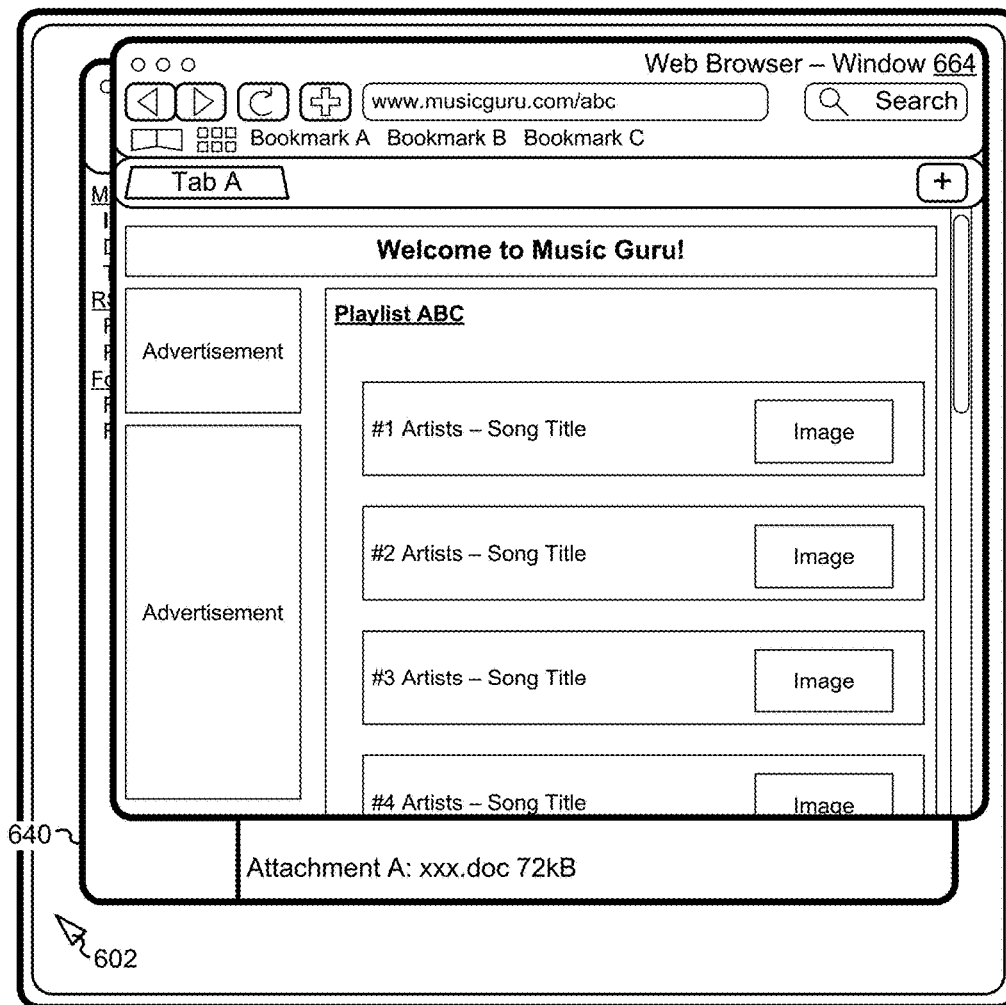 Web Browser – Window 664
www.musicguru.com/abc
Search
Bookmark A Bookmark B Bookmark C
Tab A
+
Welcome to Music Guru!
Advertisement
Playlist ABC
#1 Artists – Song Title
Image
#2 Artists – Song Title
Image
Advertisement
#3 Artists – Song Title
Image
#4 Artists – Song Title
Image
640
Attachment A: xxx.doc 72kB
602